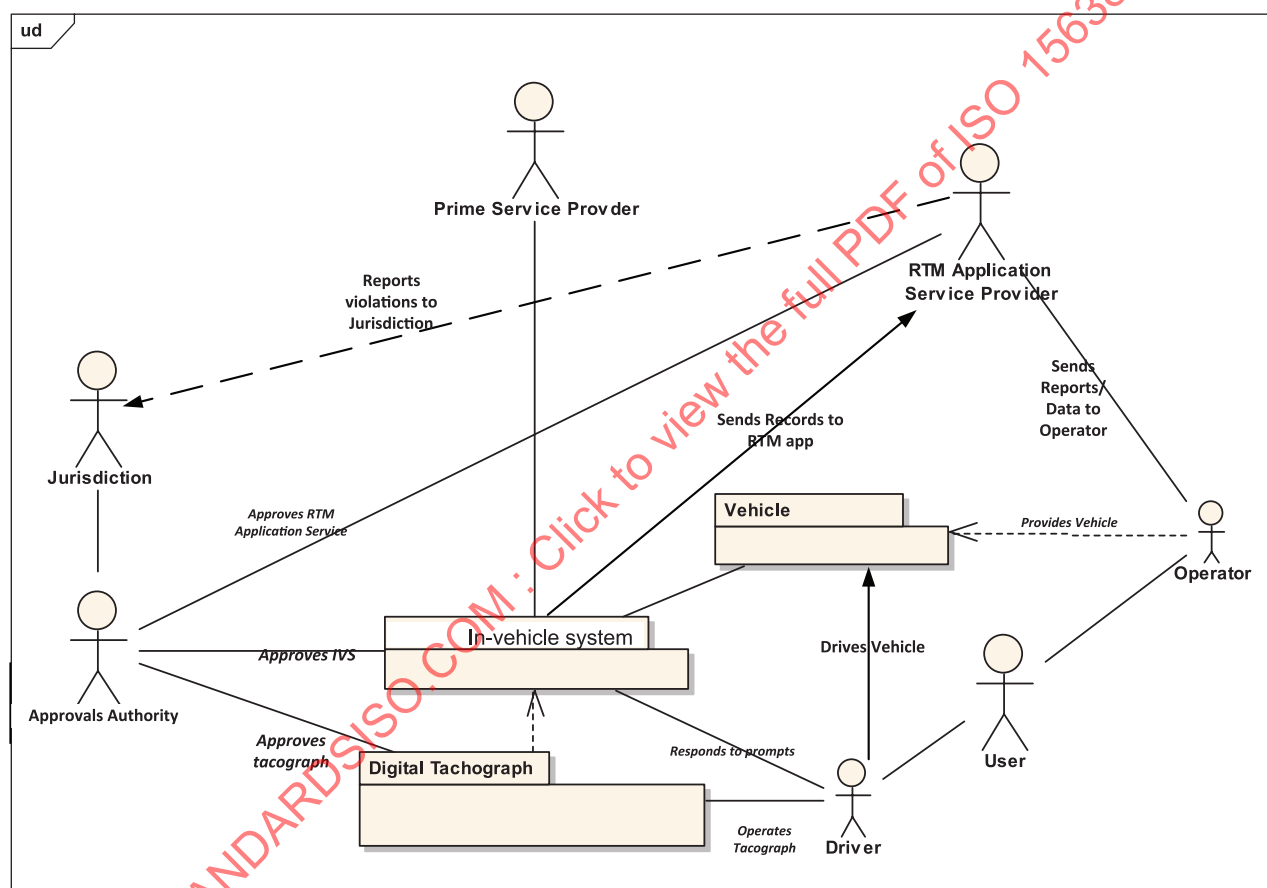 ud
Prime Service Provder
RTM Application
Service Provider
Reports
violations to
Jurisdiction
Jurisdiction
Sends
Reports/
Data to
Operator
Sends Records to
RTM app
Approves RTM
Application Service
Vehicle
Provides Vehicle
Operator
In-vehicle system
Approves IVS
Drives Vehicle
Approvals Authority
Approves
tacograph
Digital Tachograph
Responds to prompts
User
Operates
Tacograph
Driver
ANDARDSISO.COM : Click to view the full PDF of ISO 15638